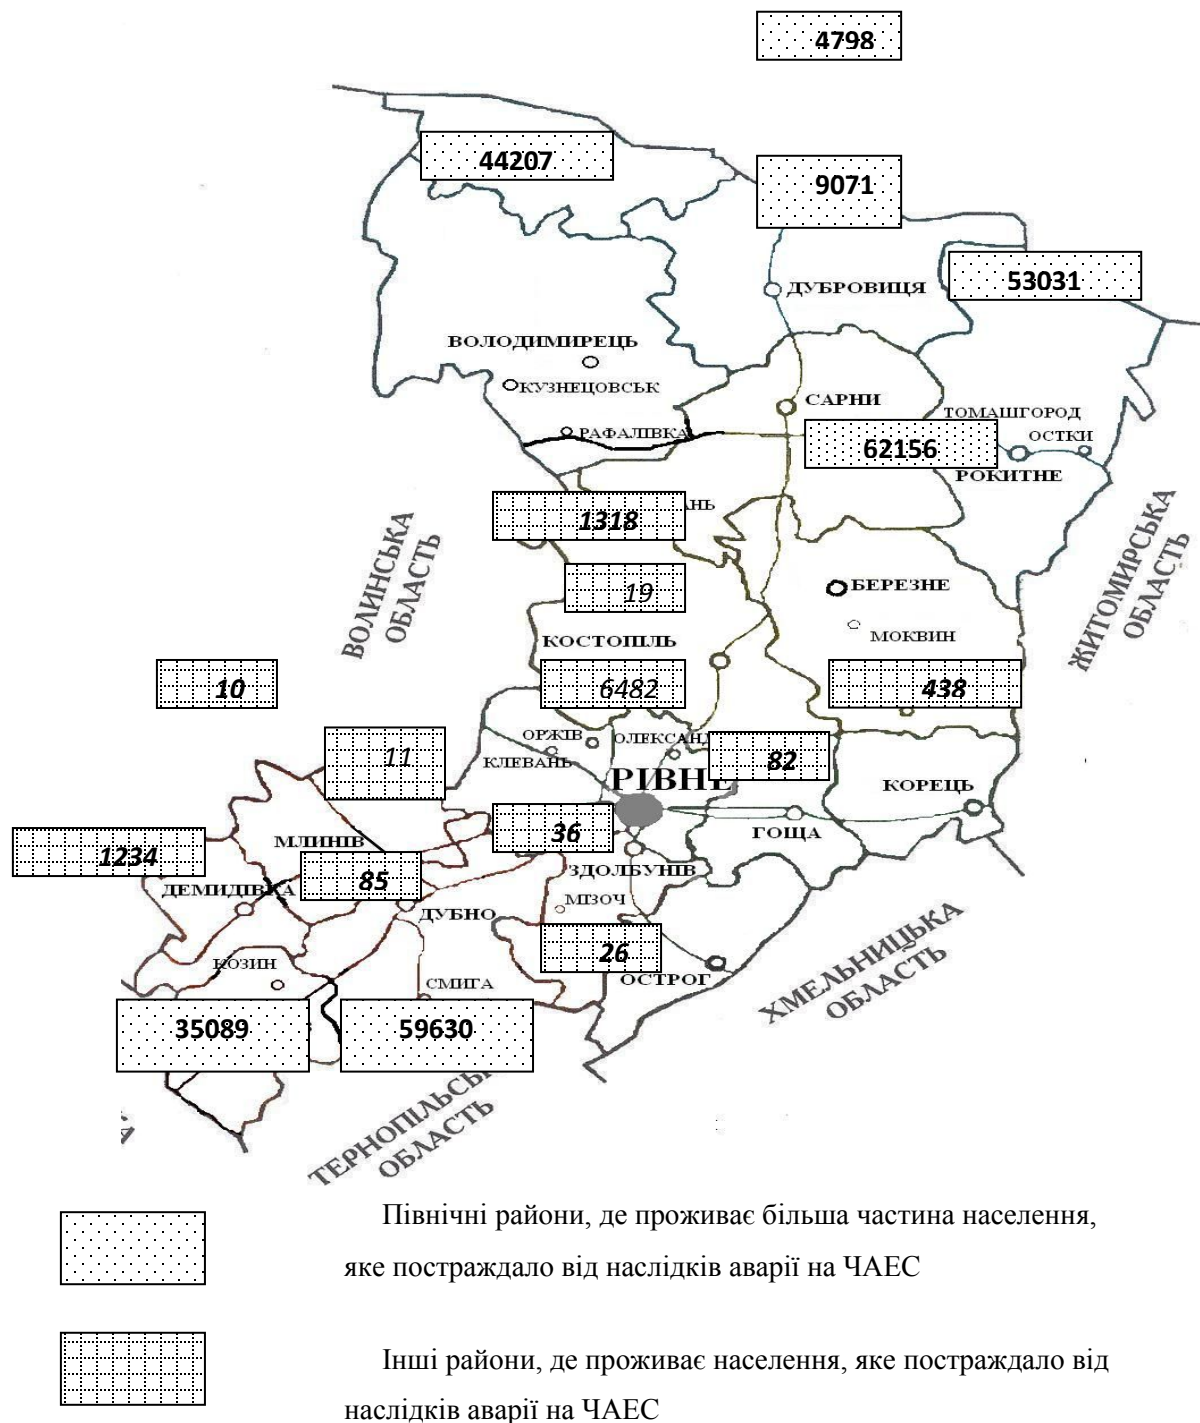 4798
44207
9071
53031
ДУБРОВИЦЯ
ВОЛОДИМИРЕЦЬ
КУЗНЕЦОВСЬК
САРНИ
ТОМАШГОРОД
РАФАЛІВКА
ОСТКИ
62156
РОКИТНЕ
1318
АНЬ
ВОЛИНСЬКА
ОБЛАСТЬ
ЖИТОМИРСЬКА
ОБЛАСТЬ
19
БЕРЕЗНЕ
МОКВИН
КОСТОПІЛЬ
10
6482
438
ОРЖІВ
ОЛЕКСАНД
11
КЛЕВАНЬ
82
РІВНЕ
КОРЕЦЬ
36
ГОЩА
МЛИНІВ
1234
85
ЗДОЛБУНІВ
ДЕМИДІВКА
ДУБНО
МІЗОЧ
26
КОЗИН
СМИГА
ОСТРОГ
ХМЕЛЬНИЦЬКА
ОБЛАСТЬ
35089
59630
ТЕРНОПІЛЬСЬ
ОБЛАСТЬ
Північні райони, де проживає більша частина населення,
яке постраждало від наслідків аварії на ЧАЕС
Інші райони, де проживає населення, яке постраждало від
наслідків аварії на ЧАЕС